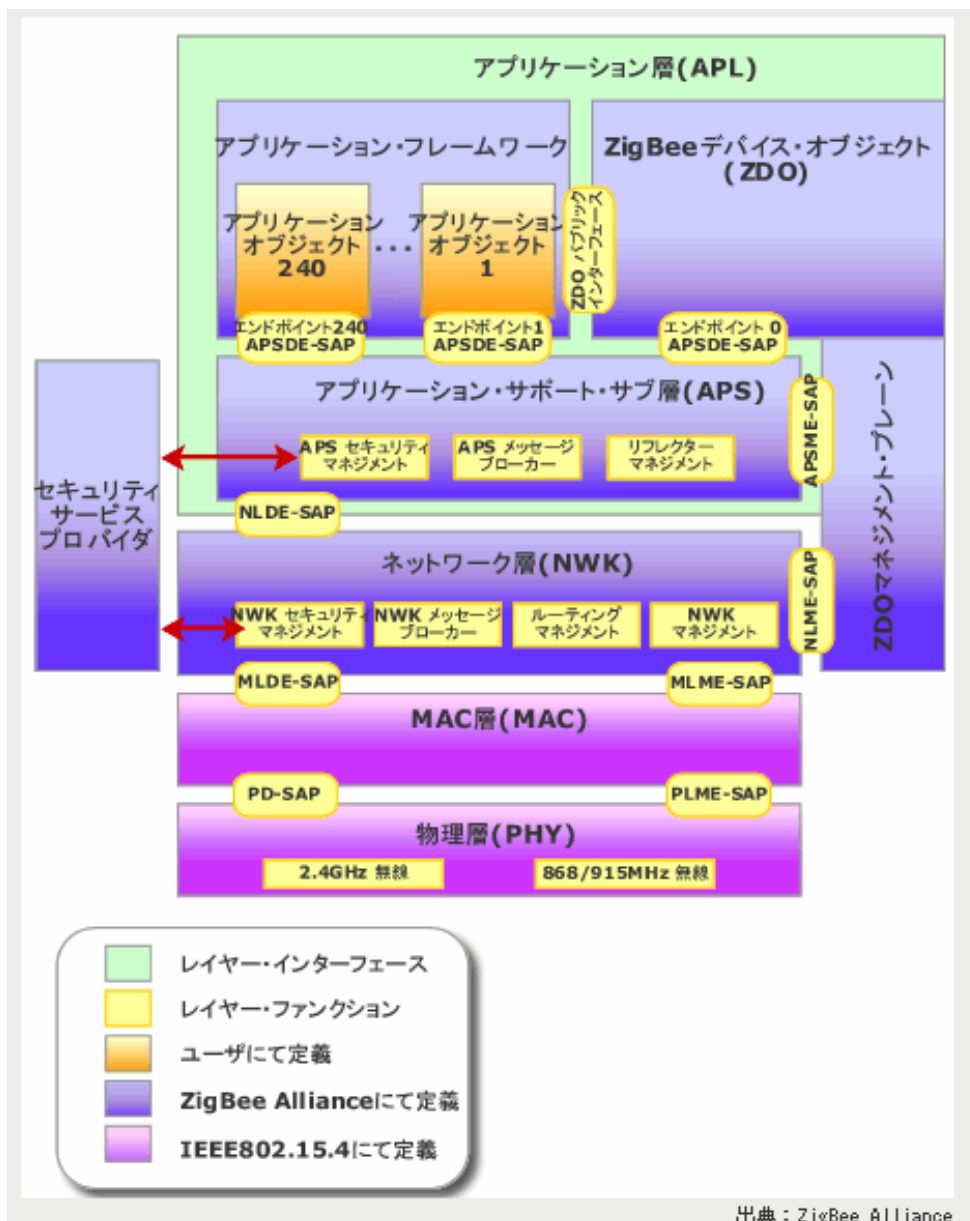 アプリケーション層(APL)
アプリケーション・フレームワーク
ZigBeeデバイス・オブジェクト
(ZDO)
アプリケーション
オブジェクト
240
・・・
アプリケーション
オブジェクト
1
ZDO パブリック
インターフェース
エンドポイント240
APSDE-SAP
エンドポイント1
APSDE-SAP
エンドポイント 0
APSDE-SAP
アプリケーション・サポート・サブ層(APS)
APS セキュリティ
マネジメント
APS メッセージ
ブローカー
リフレクター
マネジメント
APSME-SAP
ZDOマネジメント・プレーン
セキュリティ
サービス
プロバイダ
NLDE-SAP
ネットワーク層(NWK)
NWK セキュリティ
マネジメント
NWK メッセージ
ブローカー
ルーティング
マネジメント
NWK
マネジメント
NLME-SAP
MLDE-SAP
MLME-SAP
MAC層(MAC)
PD-SAP
PLME-SAP
物理層(PHY)
2.4GHz 無線
868/915MHz 無線
レイヤー・インターフェース
レイヤー・ファンクション
ユーザにて定義
ZigBee Allianceにて定義
IEEE802.15.4にて定義
出典：ZigBee Alliance